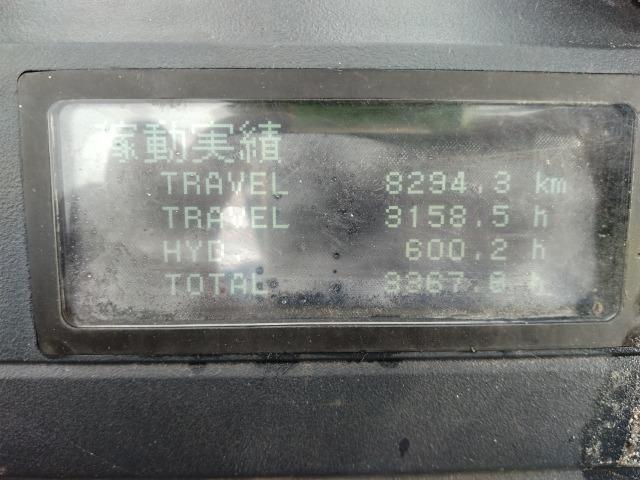 稼動実績
TRAVEL 8294.3 km
TRAVEL 3158.5 h
HYD 600.2 h
TOTAL h